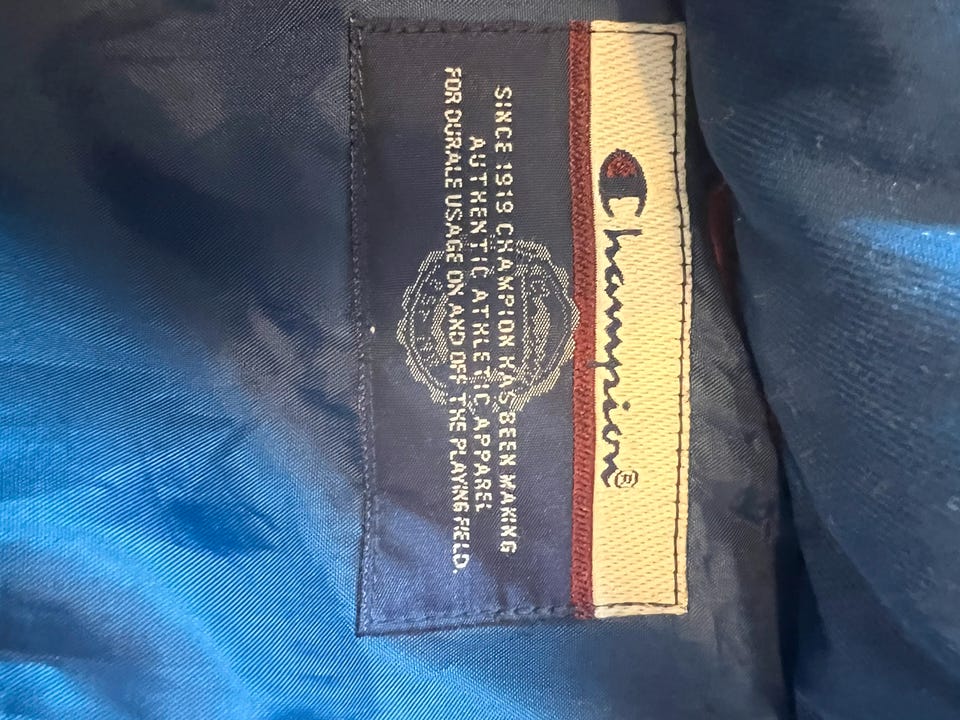 Champion®
SINCE 1919 CHAMPION HAS BEEN MAKING
AUTHENTIC ATHLETIC APPAREL
FOR DURALE USAGE ON AND OFF THE PLAYING FIELD.